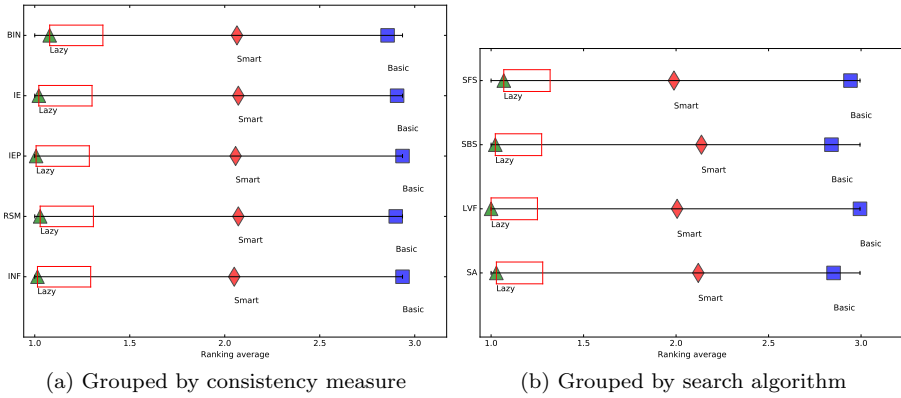 BIN
Lazy
Smart
Basic
IE
Lazy
Smart
Basic
IEP
Lazy
Smart
Basic
RSM
Lazy
Smart
Basic
INF
Lazy
Smart
Basic
1.0 1.5 2.0 2.5 3.0
Ranking average
(a) Grouped by consistency measure
SFS
Lazy
Smart
Basic
SBS
Lazy
Smart
Basic
LVF
Lazy
Smart
Basic
SA
Lazy
Smart
Basic
1.0 1.5 2.0 2.5 3.0
Ranking average
(b) Grouped by search algorithm